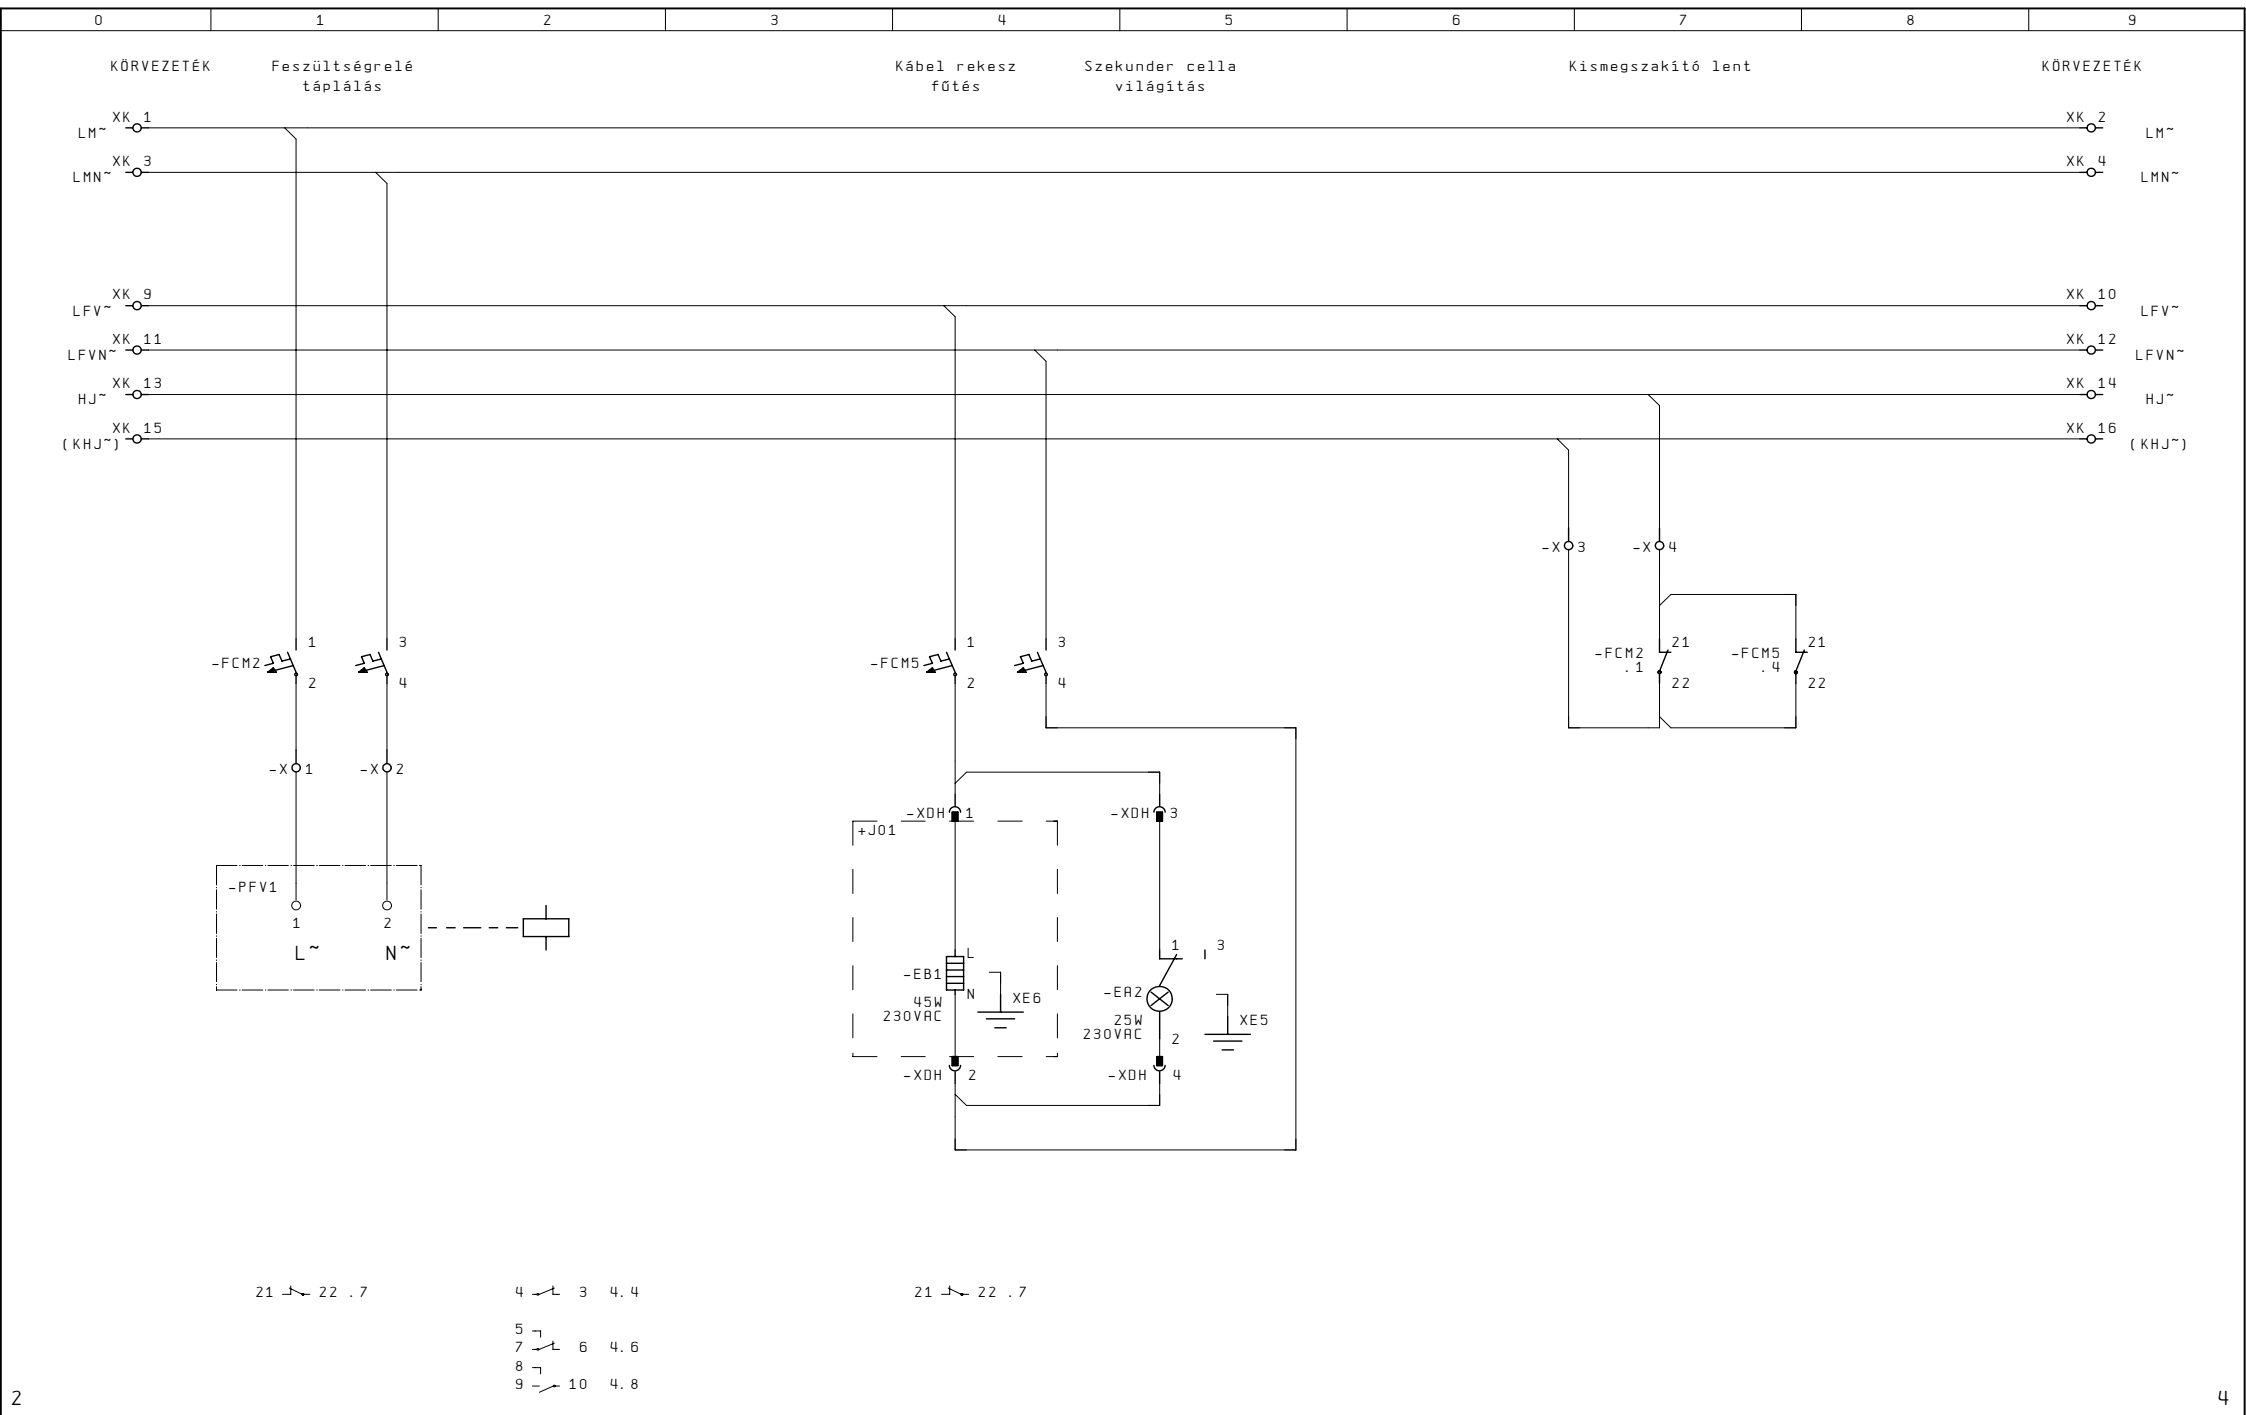 0 1 2 3 4 5 6 7 8 9
KÖRVEZETÉK Feszültségrelé Kábel rekesz Szekunder cella Kismegszakító lent KÖRVEZETÉK
táplálás fűtés világítás
XK 1 XK 2
LM~ LM~
XK 3 XK 4
LMN~ LMN~
XK 9 XK 10
LFV~ LFV~
XK 11 XK 12
LFVN~ LFVN~
XK 13 XK 14
HJ~ HJ~
XK 15 XK 16
(KHJ~) (KHJ~)
-X 3 -X 4
1 3 1 3 21 21
-FCM2 -FCM5 -FCM2 -FCM5
.1 .4
2 4 2 4 22 22
-X 1 -X 2
-XDH 1 -XDH 3
+J01
-PFV1
1 2
L~ N~
1 3
L
-EB1
N XE6 -EA2
45W
230VAC
25W XE5
230VAC 2
-XDH 2 -XDH 4
21 22 .7 4 3 4.4 21 22 .7
5
7 6 4.6
8
9 10 4.8
2 4